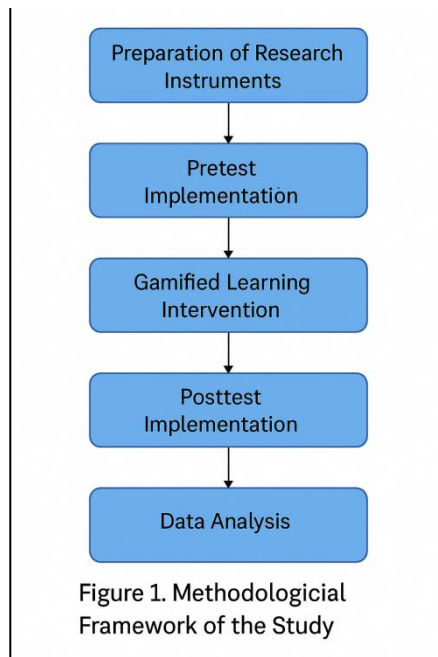 Preparation of Research
Instruments
Pretest
Implementation
Gamified Learning
Intervention
Posttest
Implementation
Data Analysis
Figure 1. Methodologicial
Framework of the Study